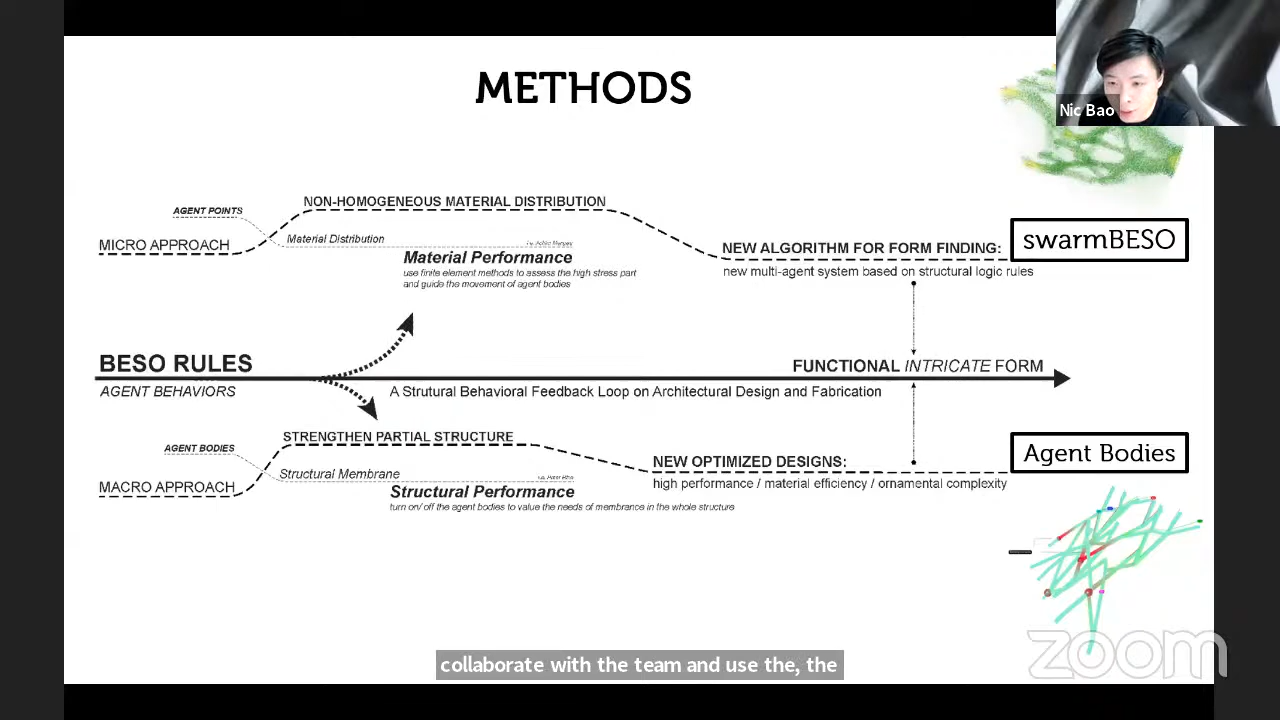 METHODS
Nic Bao
AGENT POINTS
NON-HOMOGENEOUS MATERIAL DISTRIBUTION
MICRO APPROACH
Material Distribution
Material Performance
use finite element methods to assess the high stress part
and guide the movement of agent bodies
NEW ALGORITHM FOR FORM FINDING:
swarmBESO
new multi-agent system based on structural logic rules
BESO RULES
FUNCTIONAL INTRICATE FORM
AGENT BEHAVIORS
A Strutural Behavioral Feedback Loop on Architectural Design and Fabrication
AGENT BODIES
STRENGTHEN PARTIAL STRUCTURE
MACRO APPROACH
Structural Membrane
Structural Performance
turn on/ off the agent bodies to value the needs of membrance in the whole structure
NEW OPTIMIZED DESIGNS:
Agent Bodies
high performance / material efficiency / ornamental complexity
zoom
collaborate with the team and use the, the